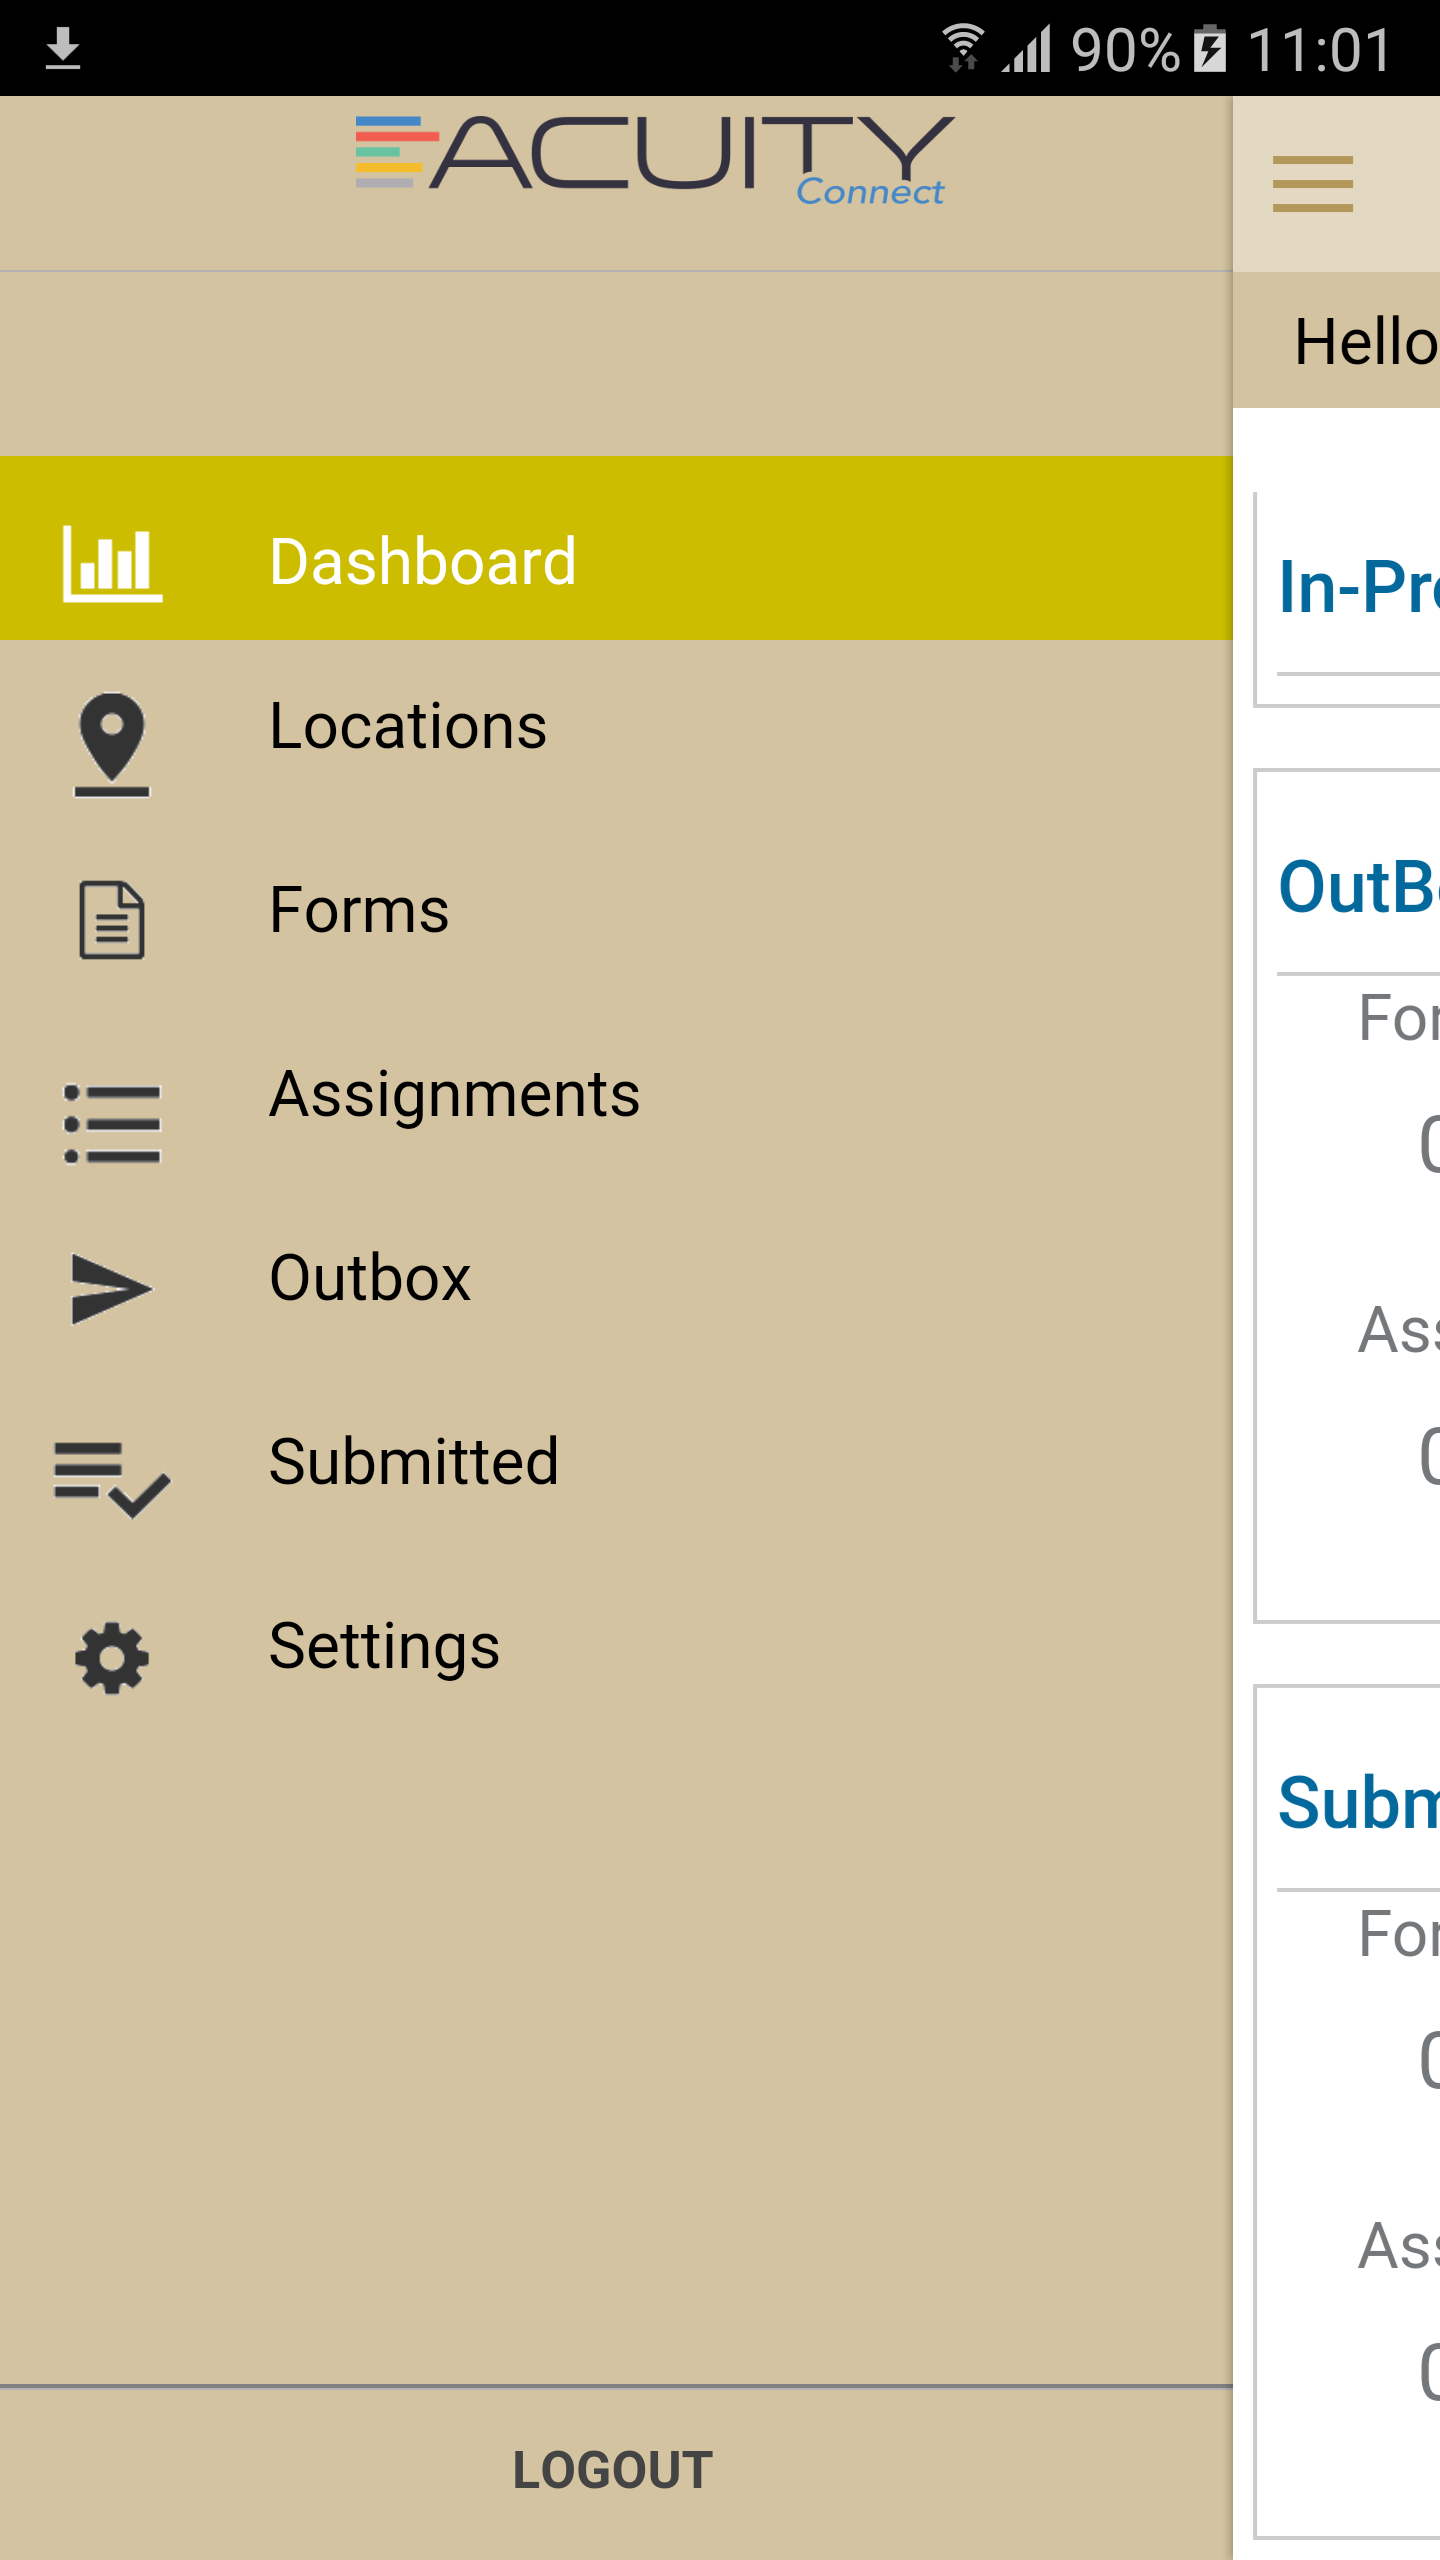 90% 11:01
ACUITY
Connect
Hello
Dashboard
Locations
Forms
Assignments
Outbox
Submitted
Settings
LOGOUT
In-Pr
OutB
For
Ass
Subm
For
Ass